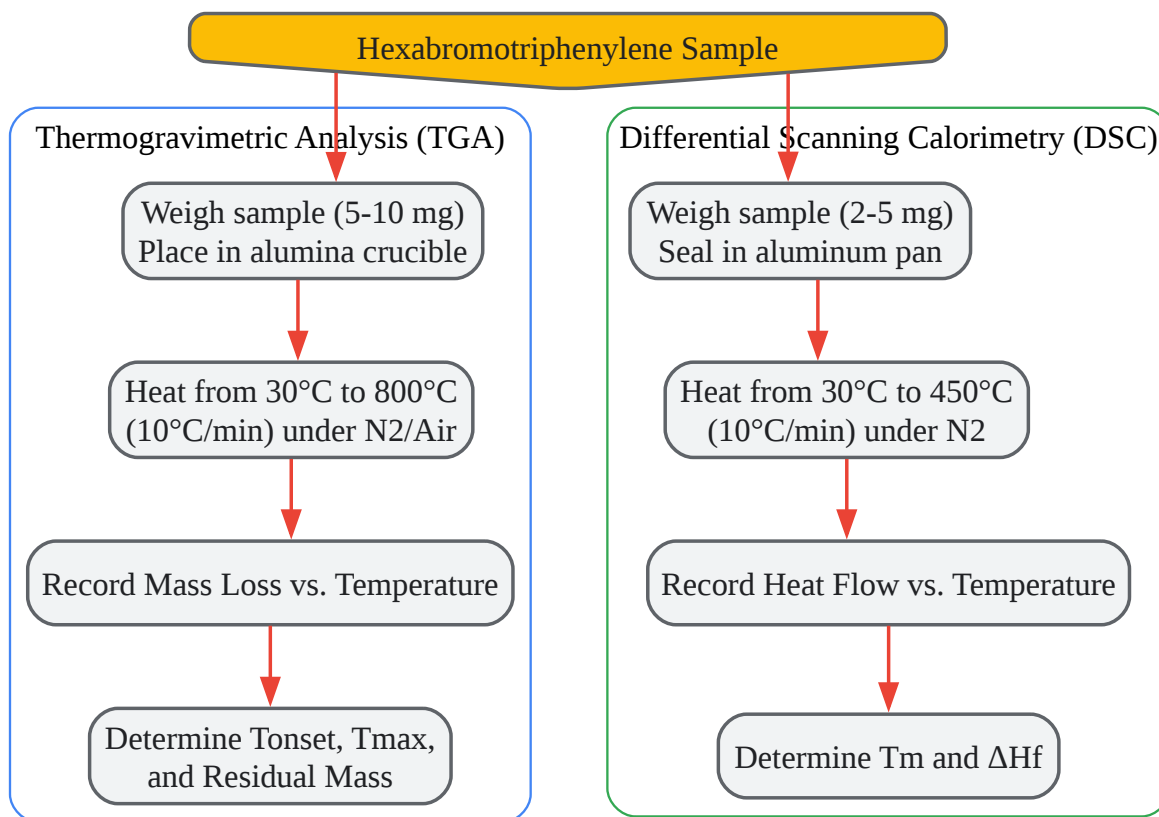 Hexabromotriphenylene Sample
Thermogravimetric Analysis (TGA)
Weigh sample (5-10 mg)
Place in alumina crucible
Heat from 30°C to 800°C
(10°C/min) under N2/Air
Record Mass Loss vs. Temperature
Determine Tonset, Tmax,
and Residual Mass
Differential Scanning Calorimetry (DSC)
Weigh sample (2-5 mg)
Seal in aluminum pan
Heat from 30°C to 450°C
(10°C/min) under N2
Record Heat Flow vs. Temperature
Determine Tm and ΔHf